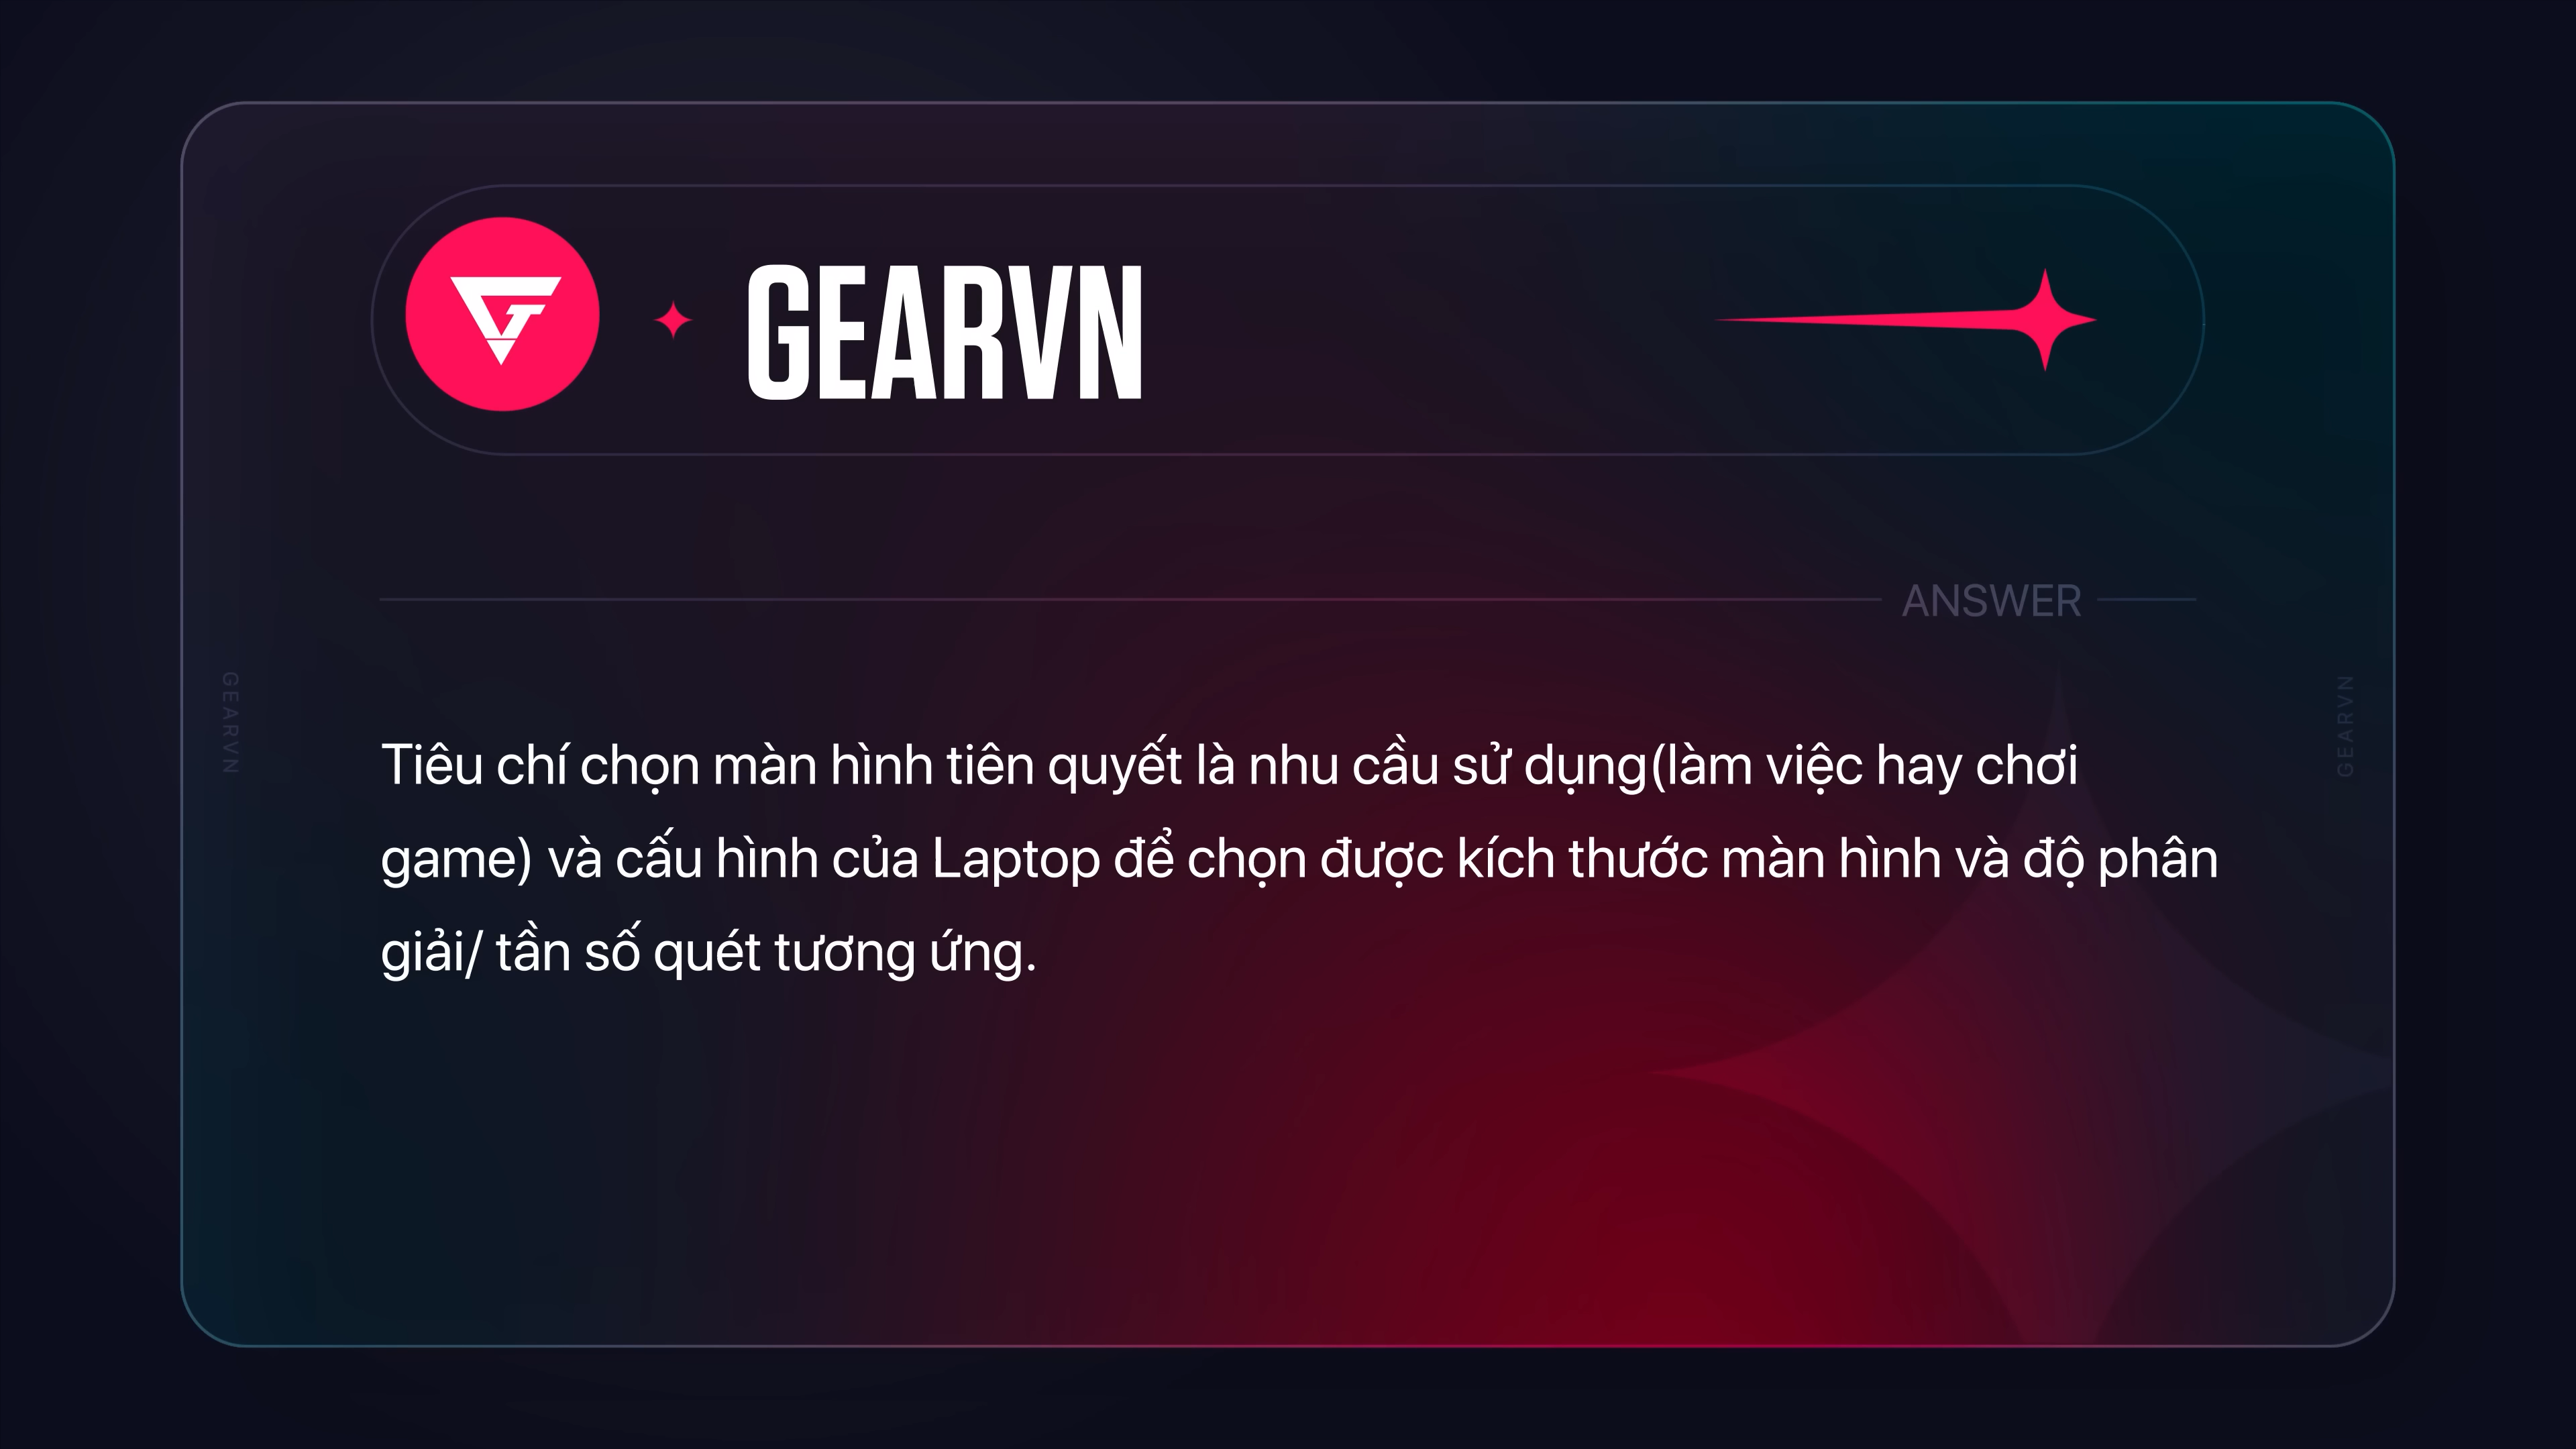 GEARVN
ANSWER
GEARVN
GEARVN
Tiêu chí chọn màn hình tiên quyết là nhu cầu sử dụng(làm việc hay chơi
game) và cấu hình của Laptop để chọn được kích thước màn hình và độ phân
giải/ tần số quét tương ứng.